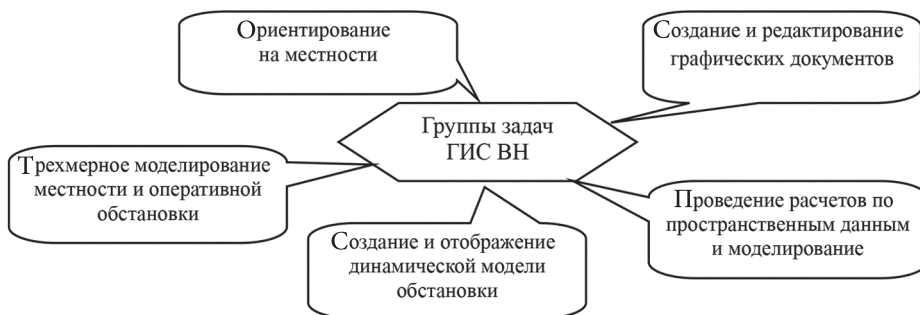 Ориентирование
на местности
Создание и редактирование
графических документов
Группы задач
ГИС ВН
Трехмерное моделирование
местности и оперативной
обстановки
Проведение расчетов по
пространственным данным
и моделирование
Создание и отображение
динамической модели
обстановки